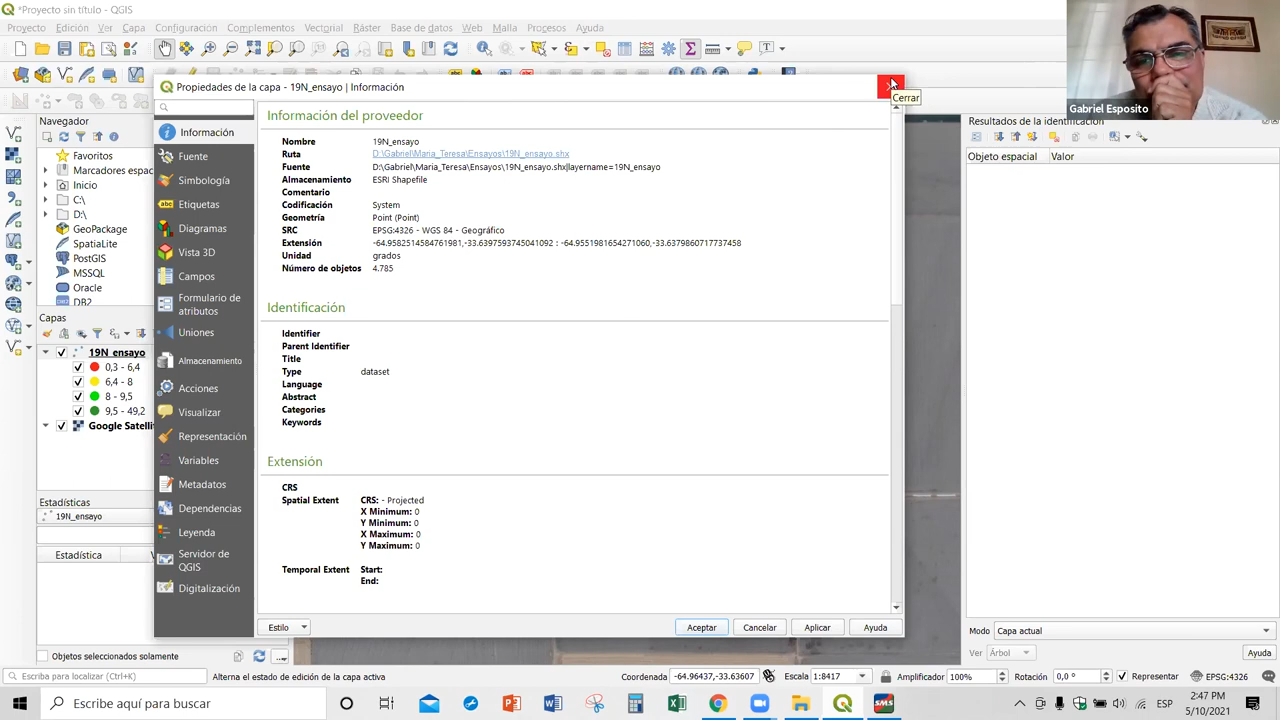 *Proyecto sin título - QGIS
Proyecto Edición Ver Capa Configuración Complementos Vectorial Ráster Base de datos Web Malla Procesos Ayuda
Gabriel Esposito
Propiedades de la capa - 19N_ensayo | Información
Cerrar
Información
Fuente
Simbología
abc Etiquetas
Diagramas
Vista 3D
Campos
Formulario de
atributos
Uniones
Almacenamiento
Acciones
Visualizar
Representación
Variables
Metadatos
Dependencias
Leyenda
Servidor de
QGIS
Digitalización
Información del proveedor
Nombre 19N_ensayo
Ruta D:\Gabriel\Maria_Teresa\Ensayos\19N_ensayo.shx
Fuente D:\Gabriel\Maria_Teresa\Ensayos\19N_ensayo.shx|layername=19N_ensayo
Almacenamiento ESRI Shapefile
Comentario
Codificación System
Geometría Point (Point)
SRC EPSG:4326 - WGS 84 - Geográfico
Extensión -64.9582514584761981,-33.6397593745041092 : -64.9551981654271060,-33.6379860717737458
Unidad grados
Número de objetos 4.785
Identificación
Identifier
Parent Identifier
Title
Type dataset
Language
Abstract
Categories
Keywords
Extensión
CRS
Spatial Extent CRS: - Projected
X Minimum: 0
Y Minimum: 0
X Maximum: 0
Y Maximum: 0
Temporal Extent Start:
End:
Estilo Aceptar Cancelar Aplicar Ayuda
Navegador
Favoritos
Marcadores espa
Inicio
C:\
D:\
GeoPackage
SpatiaLite
PostGIS
MSSQL
Oracle
DB2
Capas
19N_ensayo
0,3 - 6,4
6,4 - 8
8 - 9,5
9,5 - 49,2
Google Satellit
Estadísticas
19N_ensayo
Estadística V
Objetos seleccionados solamente
Resultados de la identificación
Objeto espacial Valor
Modo Capa actual
Ver Árbol Ayuda
Escriba para localizar (Ctrl+K) Alterna el estado de edición de la capa activa Coordenada -64.96437,-33.63607 Escala 1:8417 Amplificador 100% Rotación 0,0 ° Representar EPSG:4326
Escribe aquí para buscar
SMS
ESP
2:47 PM
5/10/2021